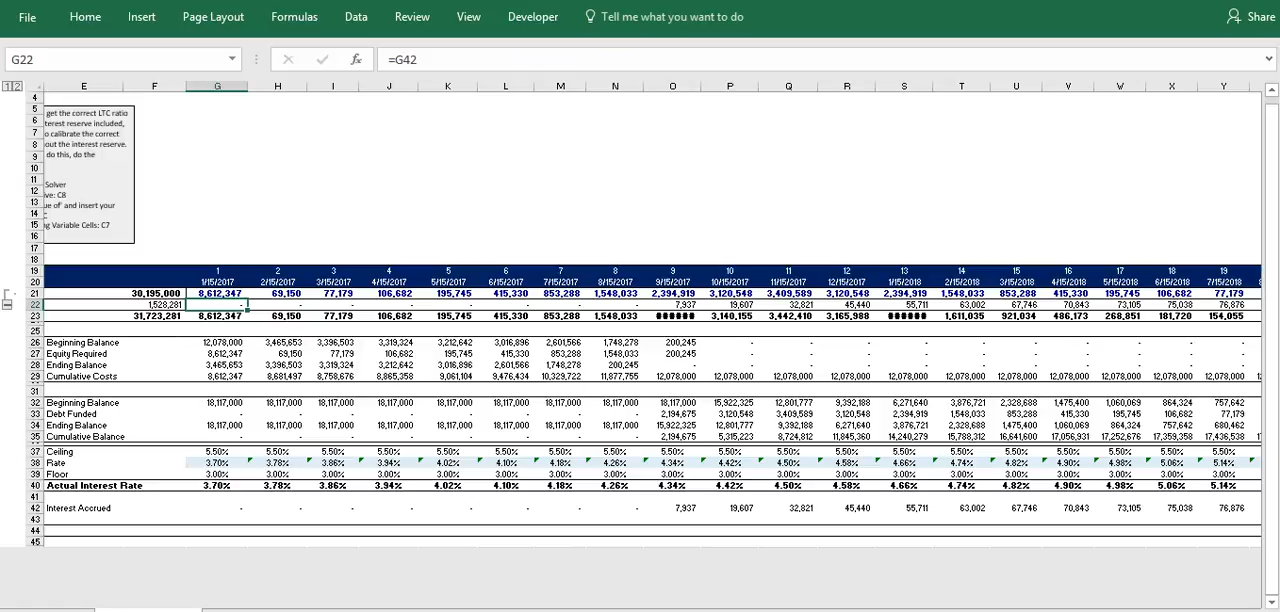 File Home Insert Page Layout Formulas Data Review View Developer Tell me what you want to do Share
G22 fx =G42
1 2 E F G H I J K L M N O P Q R S T U V W X Y
4
5 get the correct LTC ratio
6 terest reserve included,
7 o calibrate the correct
8 out the interest reserve.
9 do this, do the
10
11 Solver
12 ve: C8
13 ue of' and insert your
14
15 ng Variable Cells: C7
16
17
18
19 1 2 3 4 5 6 7 8 9 10 11 12 13 14 15 16 17 18 19
20 1/15/2017 2/15/2017 3/15/2017 4/15/2017 5/15/2017 6/15/2017 7/15/2017 8/15/2017 9/15/2017 10/15/2017 11/15/2017 12/15/2017 1/15/2018 2/15/2018 3/15/2018 4/15/2018 5/15/2018 6/15/2018 7/15/2018
21 30,195,000 8,612,347 69,150 77,179 106,682 195,745 415,330 853,288 1,548,033 2,394,919 3,120,548 3,409,589 3,120,548 2,394,919 1,548,033 853,288 415,330 195,745 106,682 77,179
22 1,528,281 - - - - - - - - 7,937 19,607 32,821 45,440 55,711 63,002 67,746 70,843 73,105 75,038 76,876
23 31,723,281 8,612,347 69,150 77,179 106,682 195,745 415,330 853,288 1,548,033 ###### 3,140,155 3,442,410 3,165,988 ###### 1,611,035 921,034 486,173 268,851 181,720 154,055
25
26 Beginning Balance 12,078,000 3,465,653 3,396,503 3,319,324 3,212,642 3,016,896 2,601,566 1,748,278 200,245 - - - - - - - - - -
27 Equity Required 8,612,347 69,150 77,179 106,682 195,745 415,330 853,288 1,548,033 200,245 - - - - - - - - - -
28 Ending Balance 3,465,653 3,396,503 3,319,324 3,212,642 3,016,896 2,601,566 1,748,278 200,245 - - - - - - - - - - -
29 Cumulative Costs 8,612,347 8,681,497 8,758,676 8,865,358 9,061,104 9,476,434 10,329,722 11,877,755 12,078,000 12,078,000 12,078,000 12,078,000 12,078,000 12,078,000 12,078,000 12,078,000 12,078,000 12,078,000 12,078,000
31
32 Beginning Balance 18,117,000 18,117,000 18,117,000 18,117,000 18,117,000 18,117,000 18,117,000 18,117,000 18,117,000 15,922,325 12,801,777 9,392,188 6,271,640 3,876,721 2,328,688 1,475,400 1,060,069 864,324 757,642
33 Debt Funded - - - - - - - - 2,194,675 3,120,548 3,409,589 3,120,548 2,394,919 1,548,033 853,288 415,330 195,745 106,682 77,179
34 Ending Balance 18,117,000 18,117,000 18,117,000 18,117,000 18,117,000 18,117,000 18,117,000 18,117,000 15,922,325 12,801,777 9,392,188 6,271,640 3,876,721 2,328,688 1,475,400 1,060,069 864,324 757,642 680,462
35 Cumulative Balance - - - - - - - - 2,194,675 5,315,223 8,724,812 11,845,360 14,240,279 15,788,312 16,641,600 17,056,931 17,252,676 17,359,358 17,436,538
37 Ceiling 5.50% 5.50% 5.50% 5.50% 5.50% 5.50% 5.50% 5.50% 5.50% 5.50% 5.50% 5.50% 5.50% 5.50% 5.50% 5.50% 5.50% 5.50% 5.50%
38 Rate 3.70% 3.78% 3.86% 3.94% 4.02% 4.10% 4.18% 4.26% 4.34% 4.42% 4.50% 4.58% 4.66% 4.74% 4.82% 4.90% 4.98% 5.06% 5.14%
39 Floor 3.00% 3.00% 3.00% 3.00% 3.00% 3.00% 3.00% 3.00% 3.00% 3.00% 3.00% 3.00% 3.00% 3.00% 3.00% 3.00% 3.00% 3.00% 3.00%
40 Actual Interest Rate 3.70% 3.78% 3.86% 3.94% 4.02% 4.10% 4.18% 4.26% 4.34% 4.42% 4.50% 4.58% 4.66% 4.74% 4.82% 4.90% 4.98% 5.06% 5.14%
41
42 Interest Accrued - - - - - - - - 7,937 19,607 32,821 45,440 55,711 63,002 67,746 70,843 73,105 75,038 76,876
43
44
45